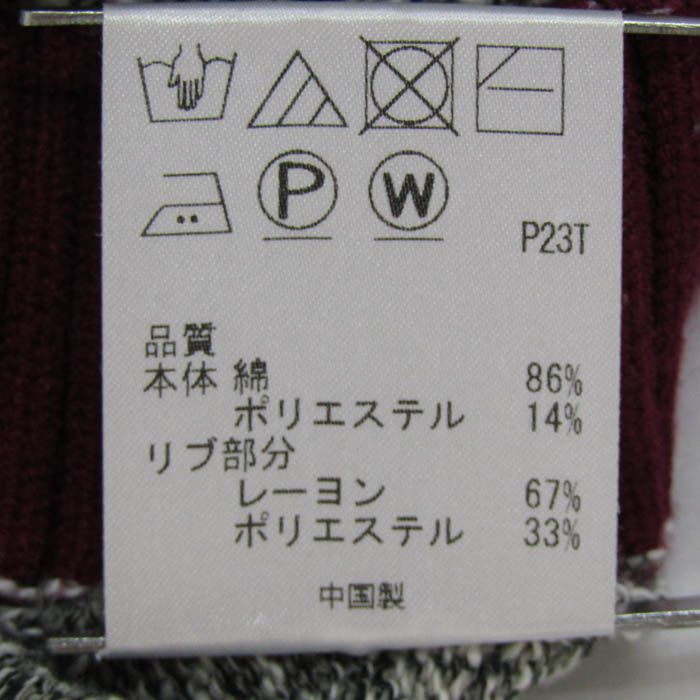 P W
P23T
品質
本体 綿 86%
ポリエステル 14%
リブ部分
レーヨン 67%
ポリエステル 33%
中国製